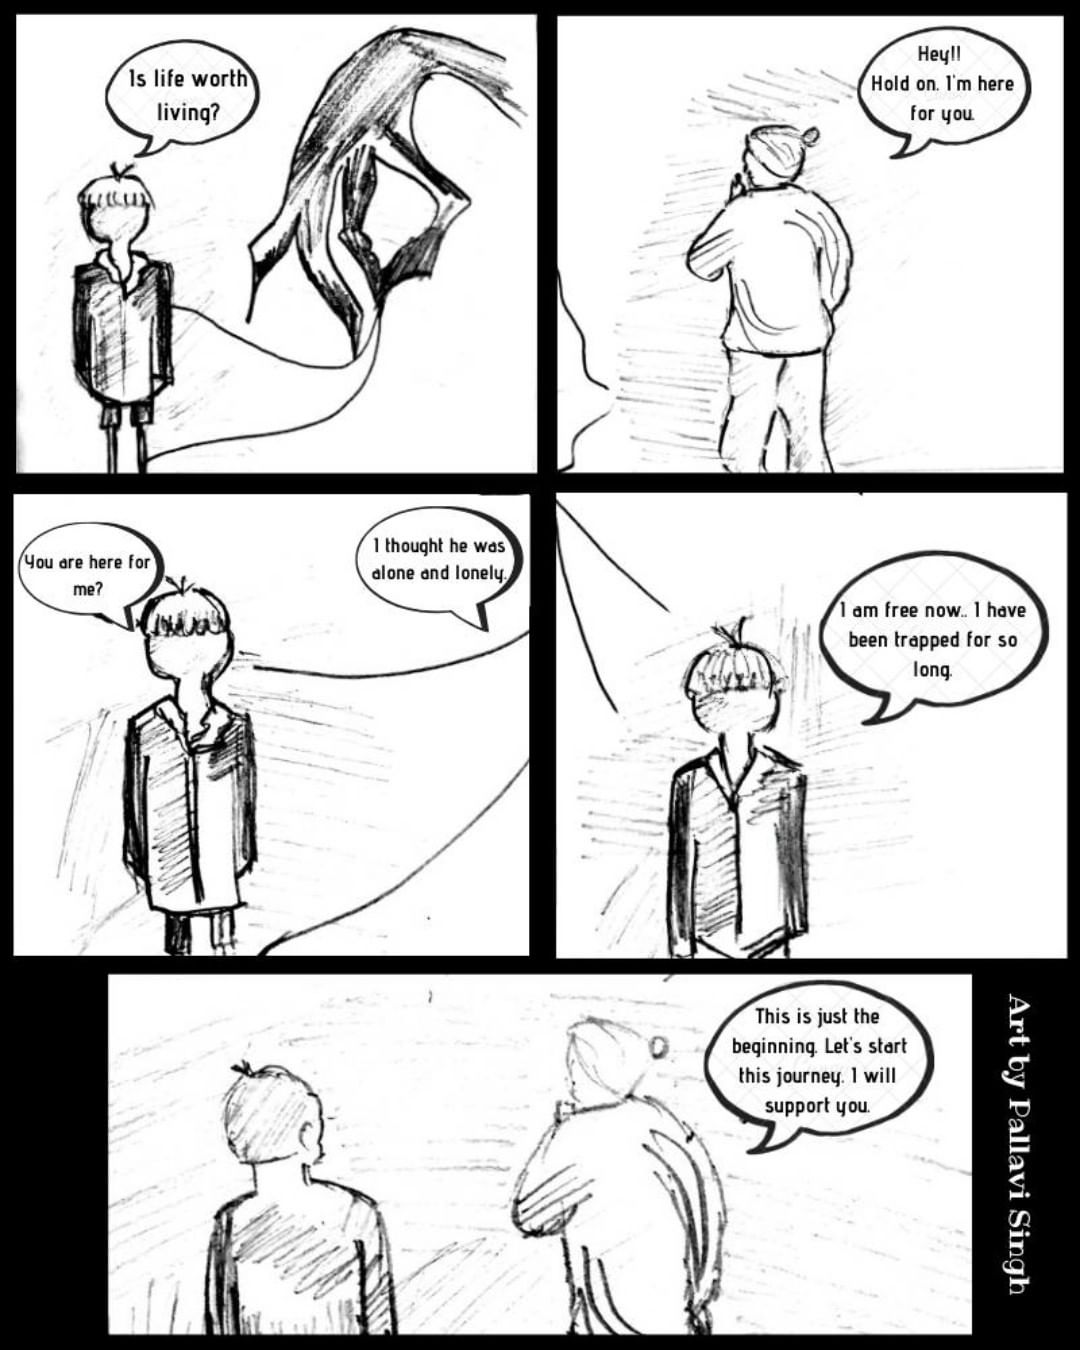 Is life worth
living?
Hey!!
Hold on. I'm here
for you.
You are here for
me?
I thought he was
alone and lonely.
I am free now.. I have
been trapped for so
long.
This is just the
beginning. Let's start
this journey. I will
support you.
Art by Pallavi Singh